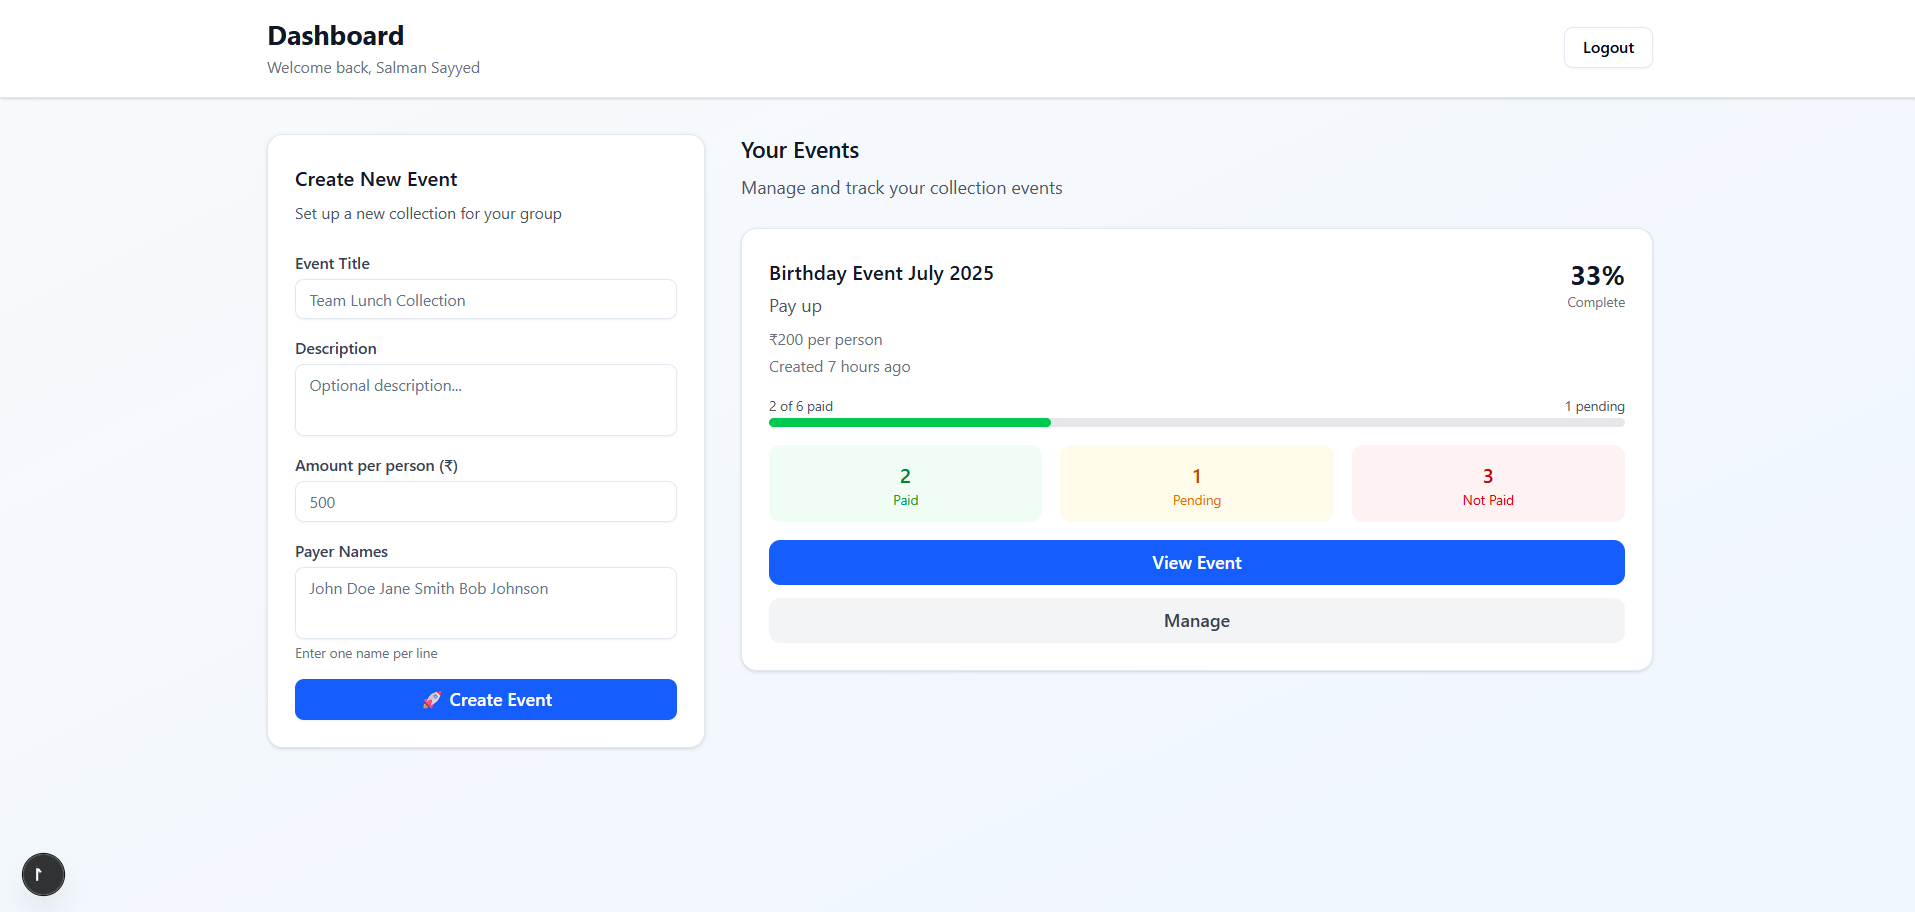 Dashboard
Welcome back, Salman Sayyed
Logout
Create New Event
Set up a new collection for your group
Event Title
Team Lunch Collection
Description
Optional description...
Amount per person (₹)
500
Payer Names
John Doe Jane Smith Bob Johnson
Enter one name per line
🚀 Create Event
Your Events
Manage and track your collection events
Birthday Event July 2025
33%
Complete
Pay up
₹200 per person
Created 7 hours ago
2 of 6 paid
1 pending
2
Paid
1
Pending
3
Not Paid
View Event
Manage